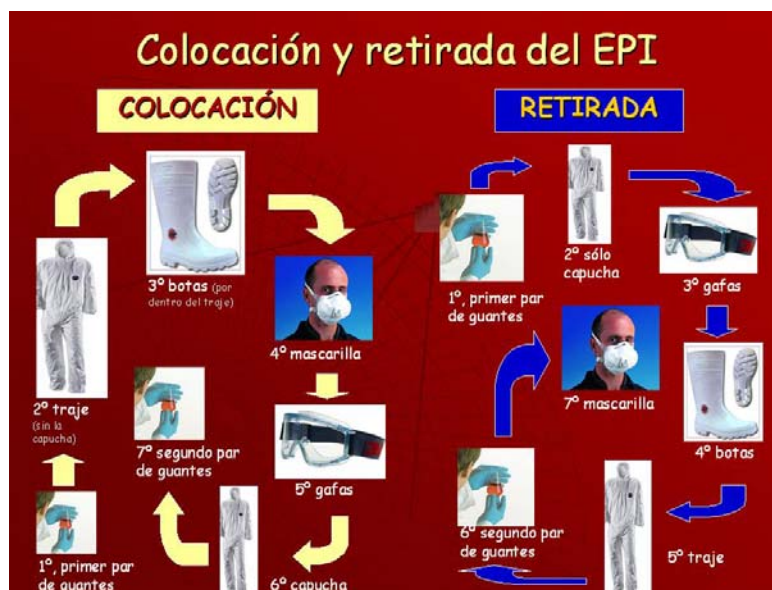 Colocación y retirada del EPI
COLOCACIÓN
1º, primer par
de guantes
2º traje
(sin la
capucha)
3º botas (por
dentro del traje)
4º mascarilla
5º gafas
6º capucha
7º segundo par
de guantes
RETIRADA
1º, primer par
de guantes
2º sólo
capucha
3º gafas
4º botas
5º traje
6º segundo par
de guantes
7º mascarilla